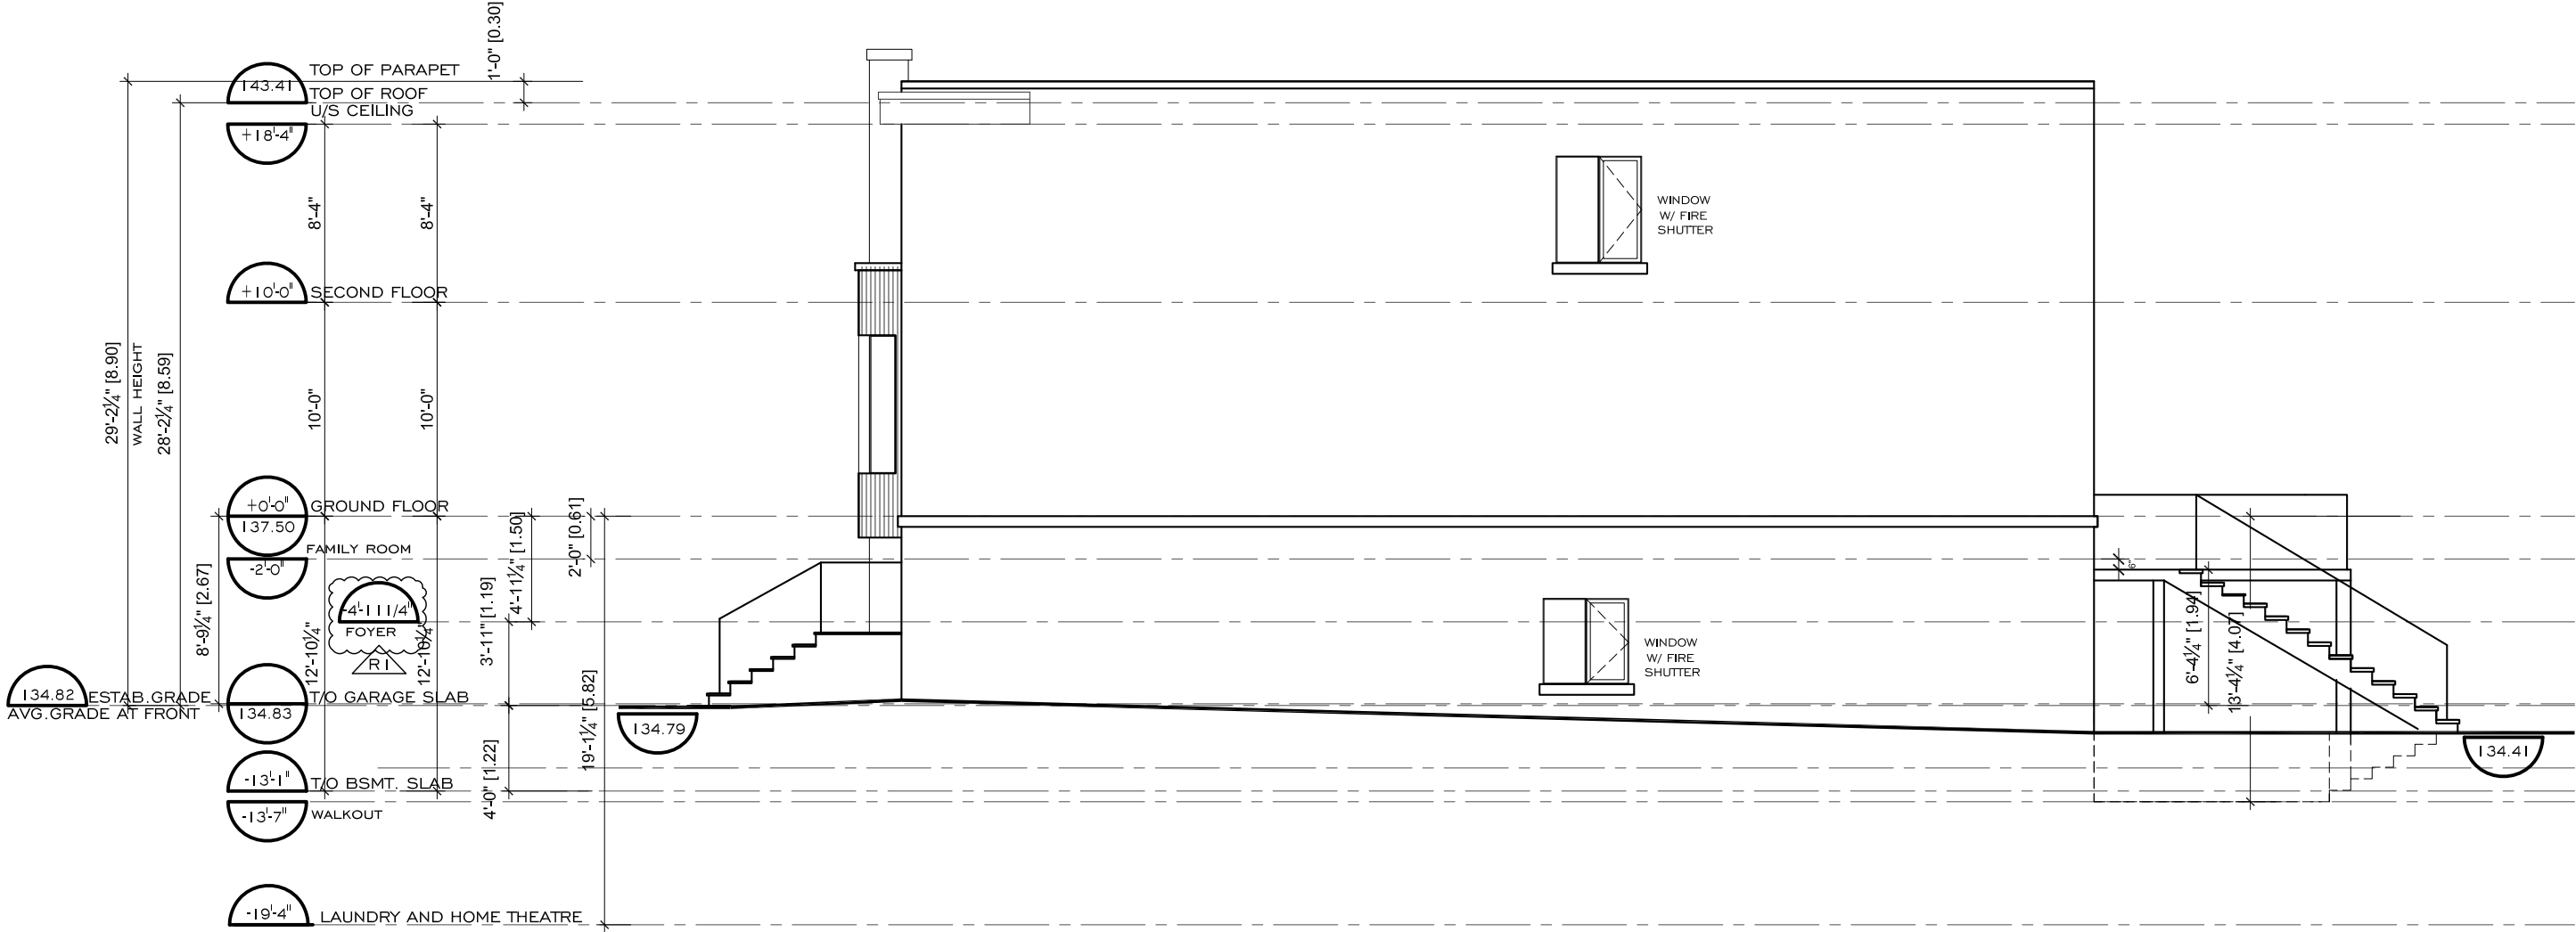 1'-0" [0.30]
TOP OF PARAPET
143.41
TOP OF ROOF
U/S CEILING
+18'-4"
8'-4"
8'-4"
WINDOW
W/ FIRE
SHUTTER
+10'-0"
SECOND FLOOR
29'-2¼" [8.90]
WALL HEIGHT
28'-2¼" [8.59]
10'-0"
10'-0"
+0'-0"
GROUND FLOOR
137.50
FAMILY ROOM
-2'-0"
8'-9¼" [2.67]
-4'-11 1/4"
FOYER
R1
12'-10¼"
12'-10¼"
3'-11" [1.19]
4'-11¼" [1.50]
2'-0" [0.61]
WINDOW
W/ FIRE
SHUTTER
6"
6'-4¼" [1.94]
13'-4¼" [4.07]
134.82
ESTAB.GRADE
AVG.GRADE AT FRONT
T/O GARAGE SLAB
134.83
134.79
134.41
19'-1¼" [5.82]
4'-0" [1.22]
-13'-1"
T/O BSMT. SLAB
-13'-7"
WALKOUT
-19'-4"
LAUNDRY AND HOME THEATRE